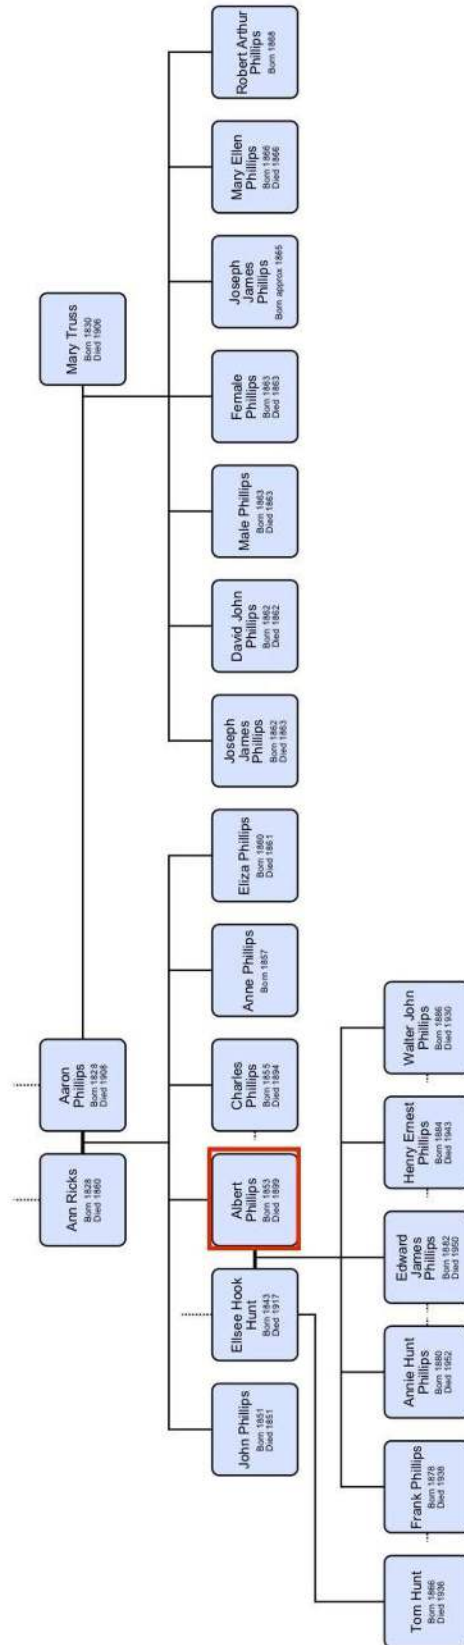 Ann Ricks
Born 1828
Died 1860
Aaron
Phillips
Born 1828
Died 1908
Mary Truss
Born 1830
Died 1906
John Phillips
Born 1851
Died 1851
Ellsee Hook
Hunt
Born 1843
Died 1917
Albert
Phillips
Born 1853
Died 1899
Charles
Phillips
Born 1855
Died 1894
Anne Phillips
Born 1857
Eliza Phillips
Born 1860
Died 1861
Joseph
James
Phillips
Born 1862
Died 1863
David John
Phillips
Born 1862
Died 1862
Male Phillips
Born 1863
Died 1863
Female
Phillips
Born 1863
Died 1863
Joseph
James
Phillips
Born approx 1865
Mary Ellen
Phillips
Born 1866
Died 1866
Robert Arthur
Phillips
Born 1868
Tom Hunt
Born 1866
Died 1936
Frank Phillips
Born 1878
Died 1938
Annie Hunt
Phillips
Born 1880
Died 1952
Edward
James
Phillips
Born 1882
Died 1950
Henry Ernest
Phillips
Born 1884
Died 1943
Walter John
Phillips
Born 1886
Died 1930